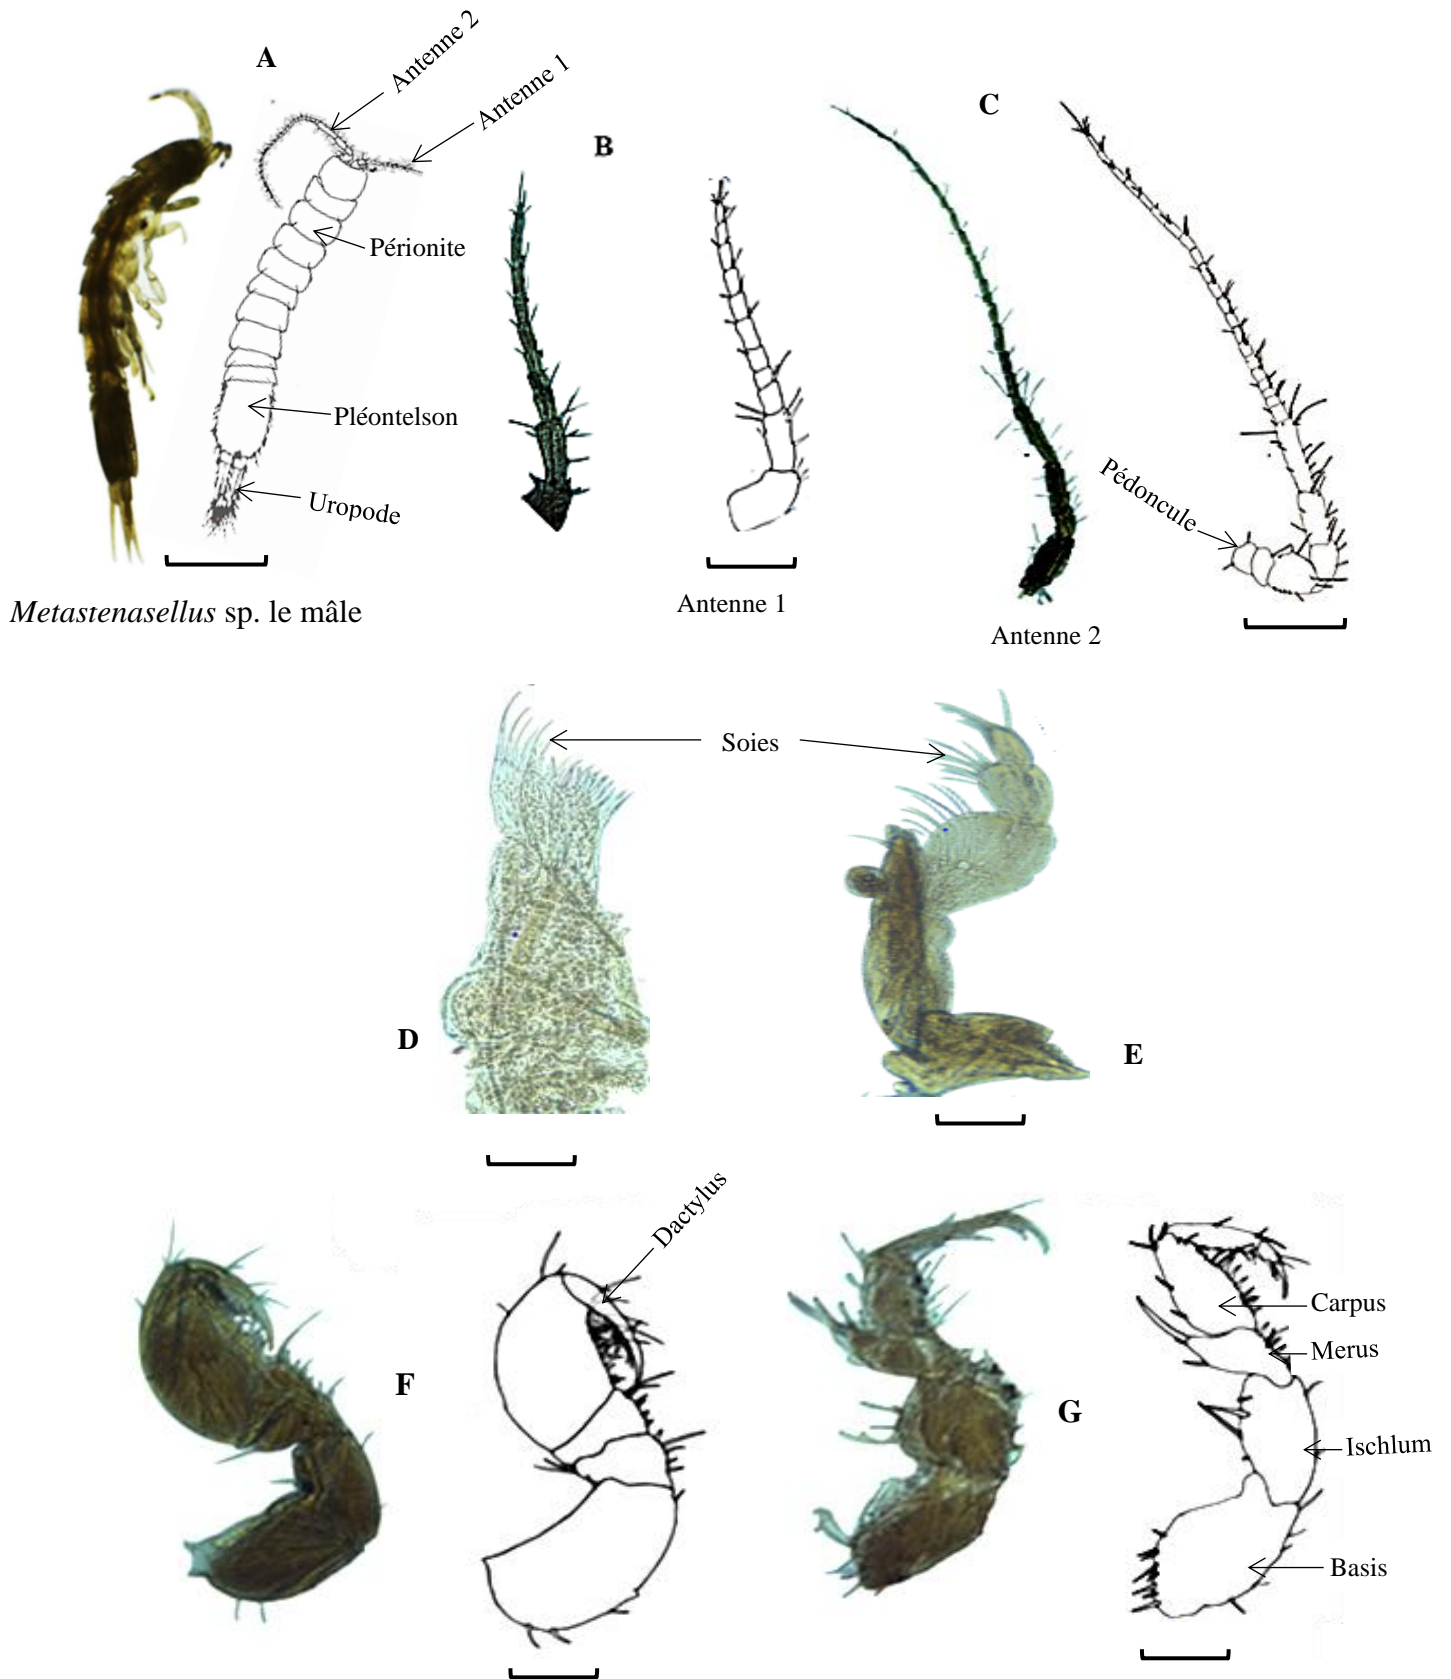 A
Antenne 2
Antenne 1
B
C
Périonite
Pléontelson
Uropode
Pédoncule
Metastenasellus sp. le mâle
Antenne 1
Antenne 2
Soies
D
E
Dactylus
F
G
Carpus
Merus
Ischlum
Basis